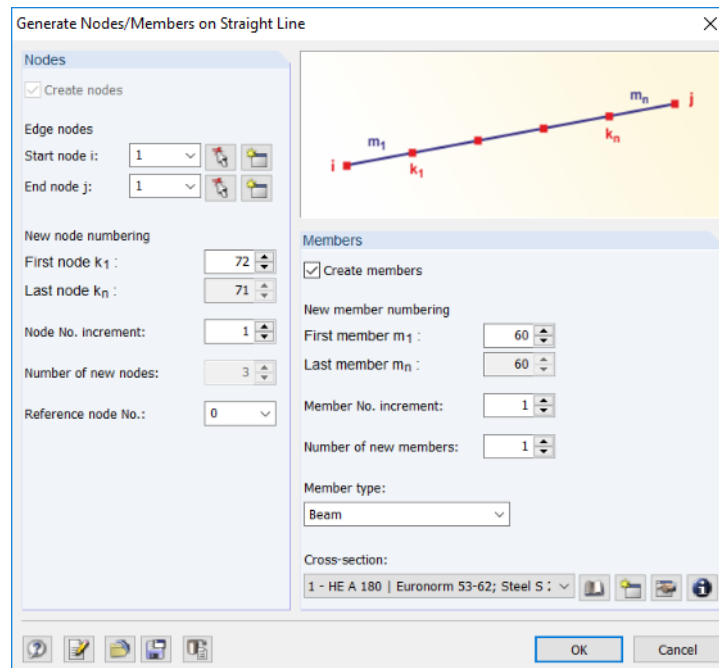 Generate Nodes/Members on Straight Line
Nodes
Create nodes
Edge nodes
Start node i: 1
End node j: 1
New node numbering
First node k1 : 72
Last node kn : 71
Node No. increment: 1
Number of new nodes: 3
Reference node No.: 0
i
m1
k1
kn
mn
j
Members
Create members
New member numbering
First member m1 : 60
Last member mn : 60
Member No. increment: 1
Number of new members: 1
Member type:
Beam
Cross-section:
1 - HE A 180 | Euronorm 53-62; Steel S
OK
Cancel